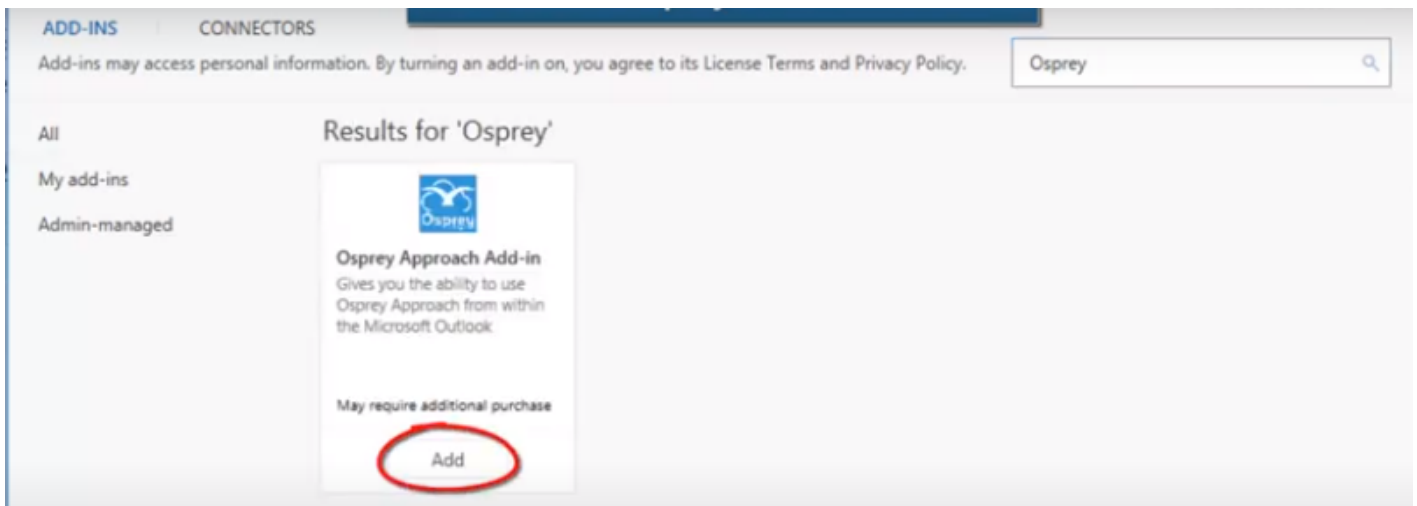 ADD-INS CONNECTORS
Add-ins may access personal information. By turning an add-in on, you agree to its License Terms and Privacy Policy.
Osprey
All
My add-ins
Admin-managed
Results for 'Osprey'
Osprey
Osprey Approach Add-in
Gives you the ability to use
Osprey Approach from within
the Microsoft Outlook
May require additional purchase
Add